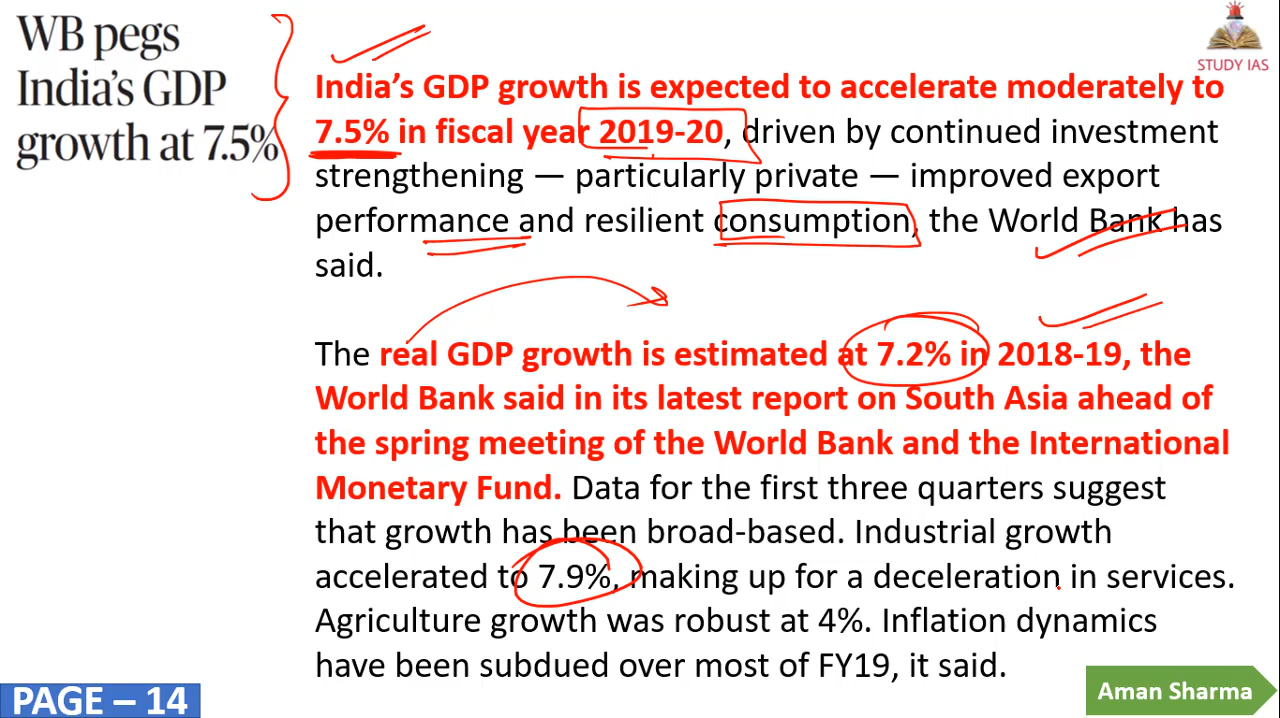 WB pegs
India's GDP
growth at 7.5%
STUDY IAS
India's GDP growth is expected to accelerate moderately to
7.5% in fiscal year 2019-20, driven by continued investment
strengthening — particularly private — improved export
performance and resilient consumption, the World Bank has
said.
The real GDP growth is estimated at 7.2% in 2018-19, the
World Bank said in its latest report on South Asia ahead of
the spring meeting of the World Bank and the International
Monetary Fund. Data for the first three quarters suggest
that growth has been broad-based. Industrial growth
accelerated to 7.9%, making up for a deceleration in services.
Agriculture growth was robust at 4%. Inflation dynamics
have been subdued over most of FY19, it said.
PAGE – 14
Aman Sharma